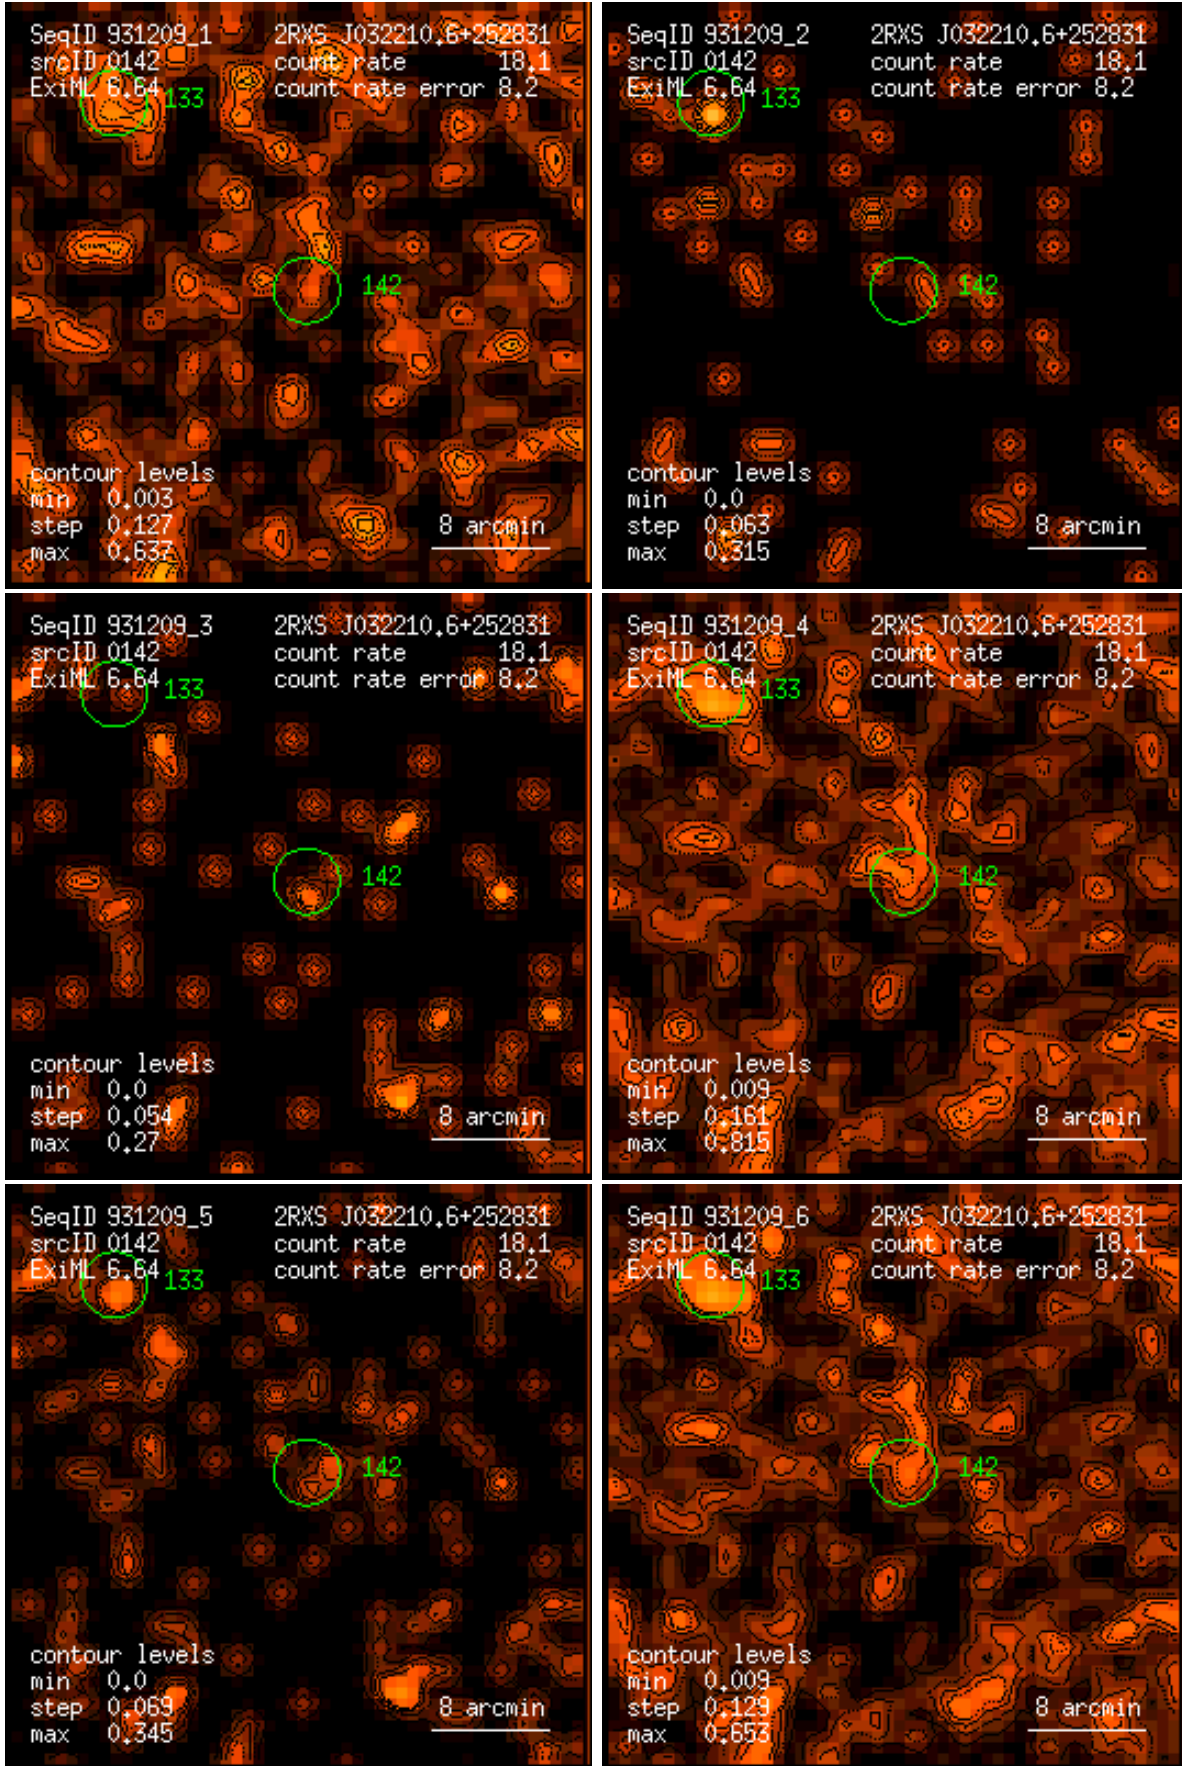 SeqID 931209_1 2RXS J032210.6+252831
srcID 0142 count rate 18.1
ExiML 6.64 count rate error 8.2
133
142
contour levels
min 0.003
step 0.127
max 0.637
8 arcmin
SeqID 931209_2 2RXS J032210.6+252831
srcID 0142 count rate 18.1
ExiML 6.64 count rate error 8.2
133
142
contour levels
min 0.0
step 0.063
max 0.315
8 arcmin
SeqID 931209_3 2RXS J032210.6+252831
srcID 0142 count rate 18.1
ExiML 6.64 count rate error 8.2
133
142
contour levels
min 0.0
step 0.054
max 0.27
8 arcmin
SeqID 931209_4 2RXS J032210.6+252831
srcID 0142 count rate 18.1
ExiML 6.64 count rate error 8.2
133
142
contour levels
min 0.009
step 0.161
max 0.815
8 arcmin
SeqID 931209_5 2RXS J032210.6+252831
srcID 0142 count rate 18.1
ExiML 6.64 count rate error 8.2
133
142
contour levels
min 0.0
step 0.069
max 0.345
8 arcmin
SeqID 931209_6 2RXS J032210.6+252831
srcID 0142 count rate 18.1
ExiML 6.64 count rate error 8.2
133
142
contour levels
min 0.009
step 0.129
max 0.653
8 arcmin